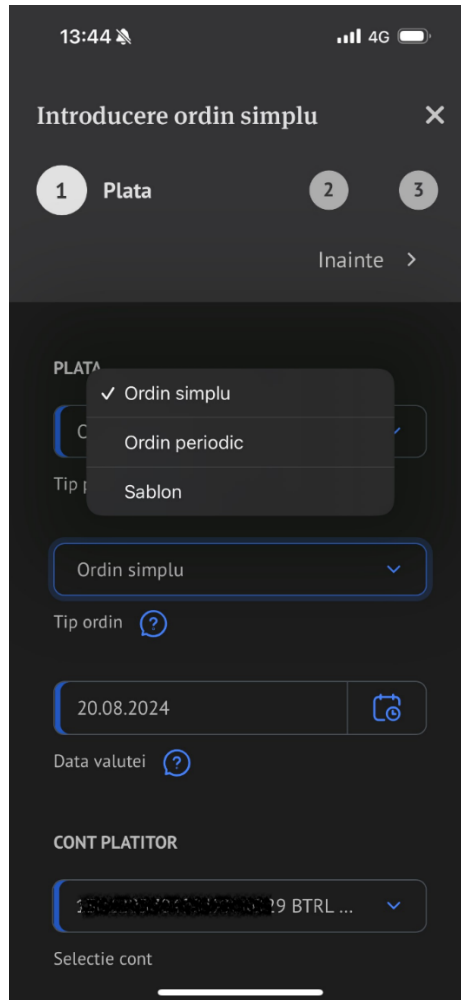 13:44
4G
Introducere ordin simplu
1 Plata 2 3
Inainte
PLATA
Ordin simplu
Ordin periodic
Tip
Sablon
Ordin simplu
Tip ordin ?
20.08.2024
Data valutei ?
CONT PLATITOR
29 BTRL ...
Selectie cont